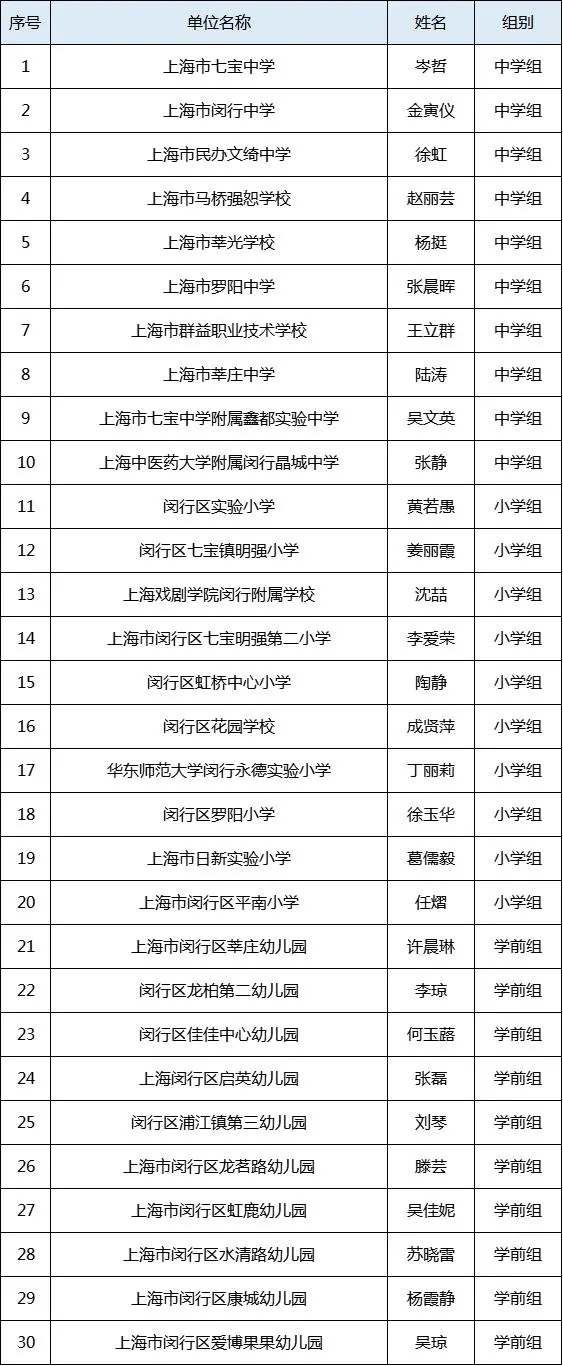 序号 单位名称 姓名 组别
1 上海市七宝中学 岑哲 中学组
2 上海市闵行中学 金寅仪 中学组
3 上海市民办文绮中学 徐虹 中学组
4 上海市马桥强恕学校 赵丽芸 中学组
5 上海市莘光学校 杨挺 中学组
6 上海市罗阳中学 张晨晖 中学组
7 上海市群益职业技术学校 王立群 中学组
8 上海市莘庄中学 陆涛 中学组
9 上海市七宝中学附属鑫都实验中学 吴文英 中学组
10 上海中医药大学附属闵行晶城中学 张静 中学组
11 闵行区实验小学 黄若愚 小学组
12 闵行区七宝镇明强小学 姜丽霞 小学组
13 上海戏剧学院闵行附属学校 沈喆 小学组
14 上海市闵行区七宝明强第二小学 李爱荣 小学组
15 闵行区虹桥中心小学 陶静 小学组
16 闵行区花园学校 成贤萍 小学组
17 华东师范大学闵行永德实验小学 丁丽莉 小学组
18 闵行区罗阳小学 徐玉华 小学组
19 上海市日新实验小学 葛儒毅 小学组
20 上海市闵行区平南小学 任熠 小学组
21 上海市闵行区莘庄幼儿园 许晨琳 学前组
22 闵行区龙柏第二幼儿园 李琼 学前组
23 闵行区佳佳中心幼儿园 何玉蕗 学前组
24 上海闵行区启英幼儿园 张磊 学前组
25 闵行区浦江镇第三幼儿园 刘琴 学前组
26 上海市闵行区龙茗路幼儿园 滕芸 学前组
27 上海市闵行区虹鹿幼儿园 吴佳妮 学前组
28 上海市闵行区水清路幼儿园 苏晓雷 学前组
29 上海市闵行区康城幼儿园 杨霞静 学前组
30 上海市闵行区爱博果果幼儿园 吴琼 学前组